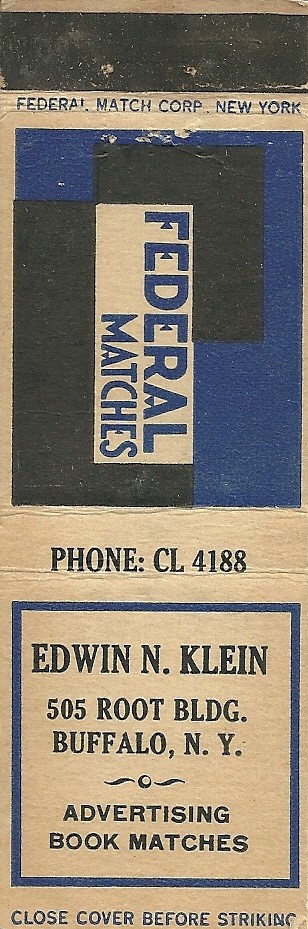 FEDERAL MATCH CORP. NEW YORK
FEDERAL
MATCHES
PHONE: CL 4188
EDWIN N. KLEIN
505 ROOT BLDG.
BUFFALO, N. Y.
ADVERTISING
BOOK MATCHES
CLOSE COVER BEFORE STRIKING